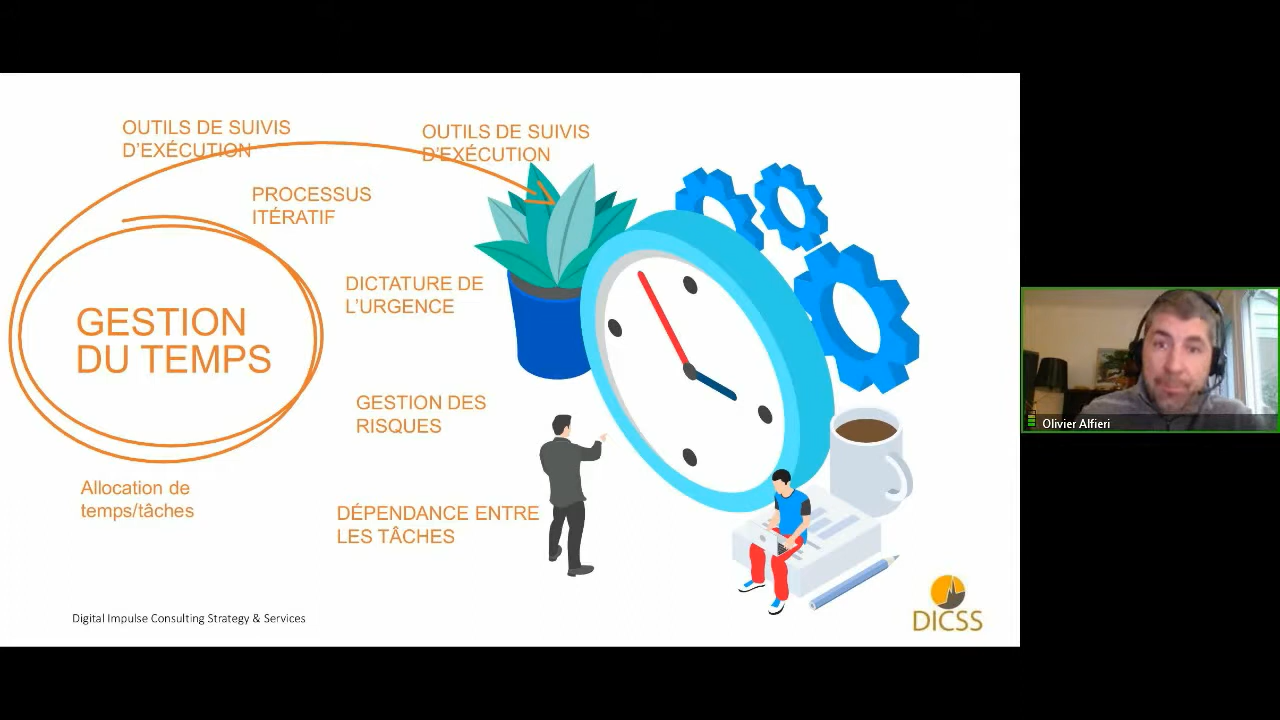 OUTILS DE SUIVIS
D'EXÉCUTION
OUTILS DE SUIVIS
D'EXÉCUTION
PROCESSUS
ITÉRATIF
DICTATURE DE
L'URGENCE
GESTION
DU TEMPS
GESTION DES
RISQUES
Allocation de
temps/tâches
DÉPENDANCE ENTRE
LES TÂCHES
Digital Impulse Consulting Strategy & Services
DICSS
Olivier Alfieri